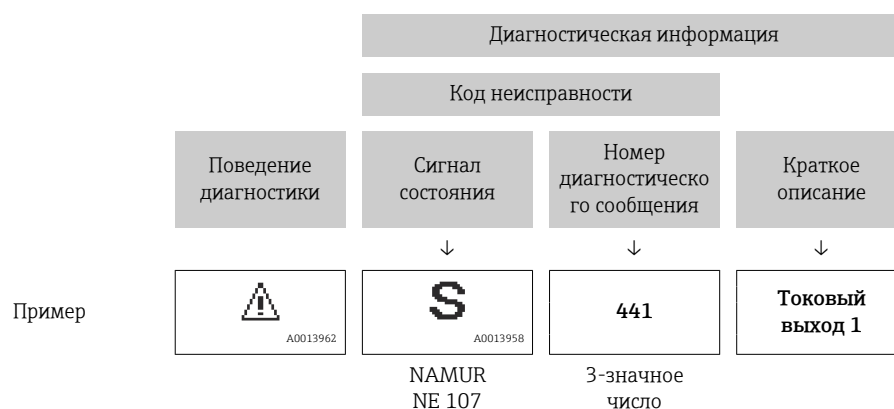 Диагностическая информация
Код неисправности
Поведение
диагностики
Сигнал
состояния
Номер
диагностическо
го сообщения
Краткое
описание
↓ ↓ ↓
Пример
A0013962
S
A0013958
441
Токовый
выход 1
NAMUR
NE 107
3-значное
число